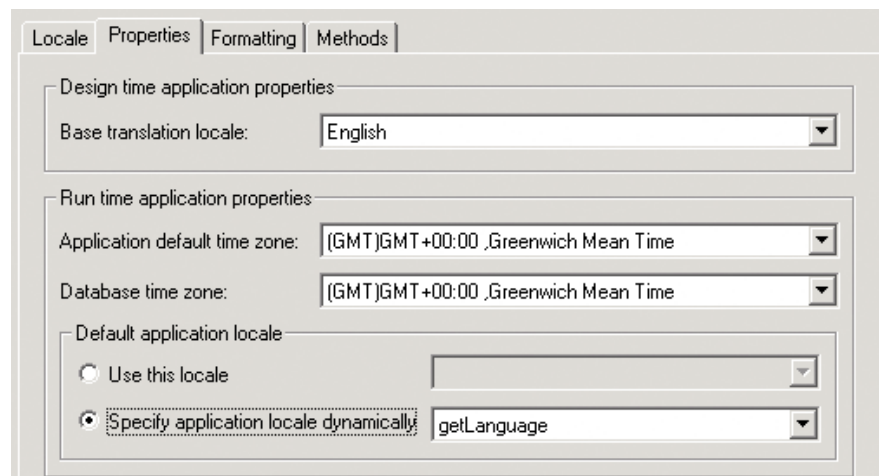 Locale Properties Formatting Methods
Design time application properties
Base translation locale: English
Run time application properties
Application default time zone: (GMT)GMT+00:00 ,Greenwich Mean Time
Database time zone: (GMT)GMT+00:00 ,Greenwich Mean Time
Default application locale
Use this locale
Specify application locale dynamically getLanguage